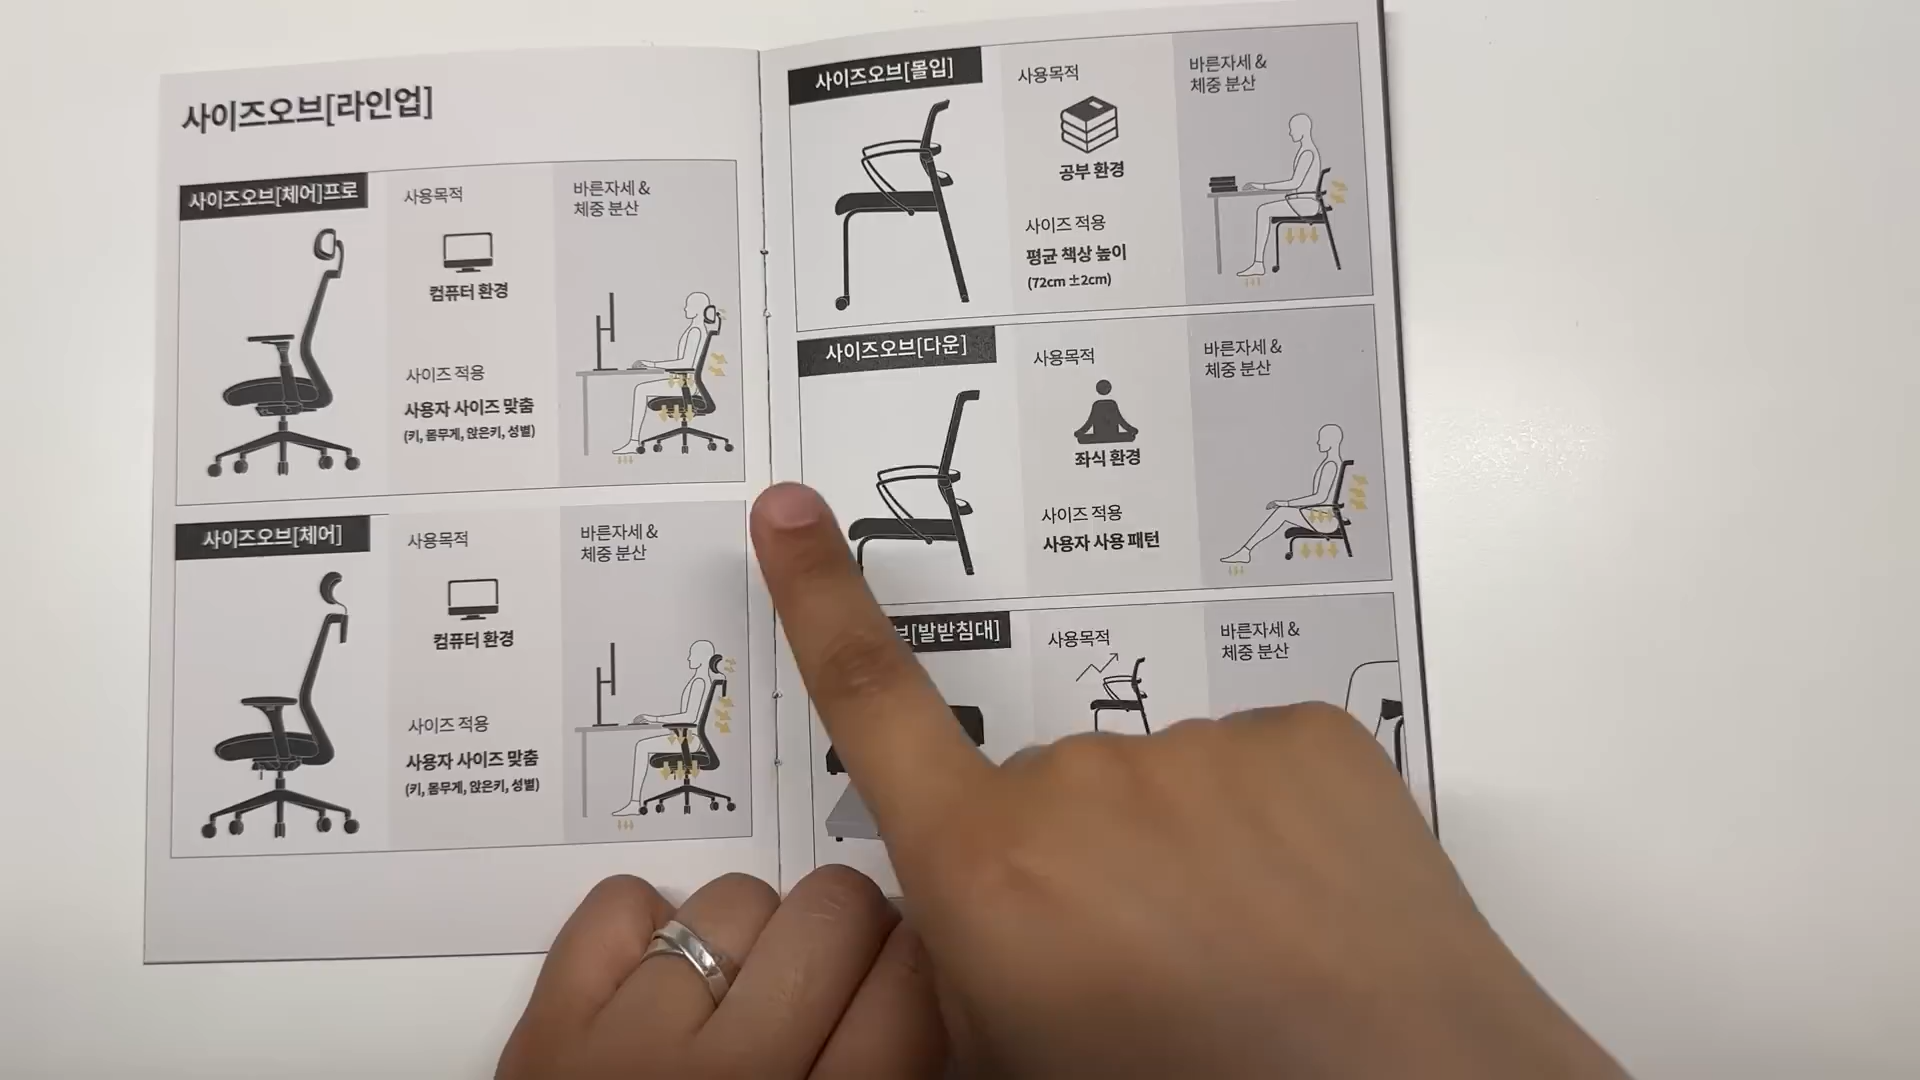 사이즈오브[라인업]
사이즈오브[체어]프로
사용목적
컴퓨터 환경
사이즈 적용
사용자 사이즈 맞춤
(키, 몸무게, 앉은키, 성별)
바른자세 &
체중 분산
사이즈오브[체어]
사용목적
컴퓨터 환경
사이즈 적용
사용자 사이즈 맞춤
(키, 몸무게, 앉은키, 성별)
바른자세 &
체중 분산
사이즈오브[몰입]
사용목적
공부 환경
사이즈 적용
평균 책상 높이
(72cm ±2cm)
바른자세 &
체중 분산
사이즈오브[다운]
사용목적
좌식 환경
사이즈 적용
사용자 사용 패턴
바른자세 &
체중 분산
브[발받침대]
사용목적
바른자세 &
체중 분산